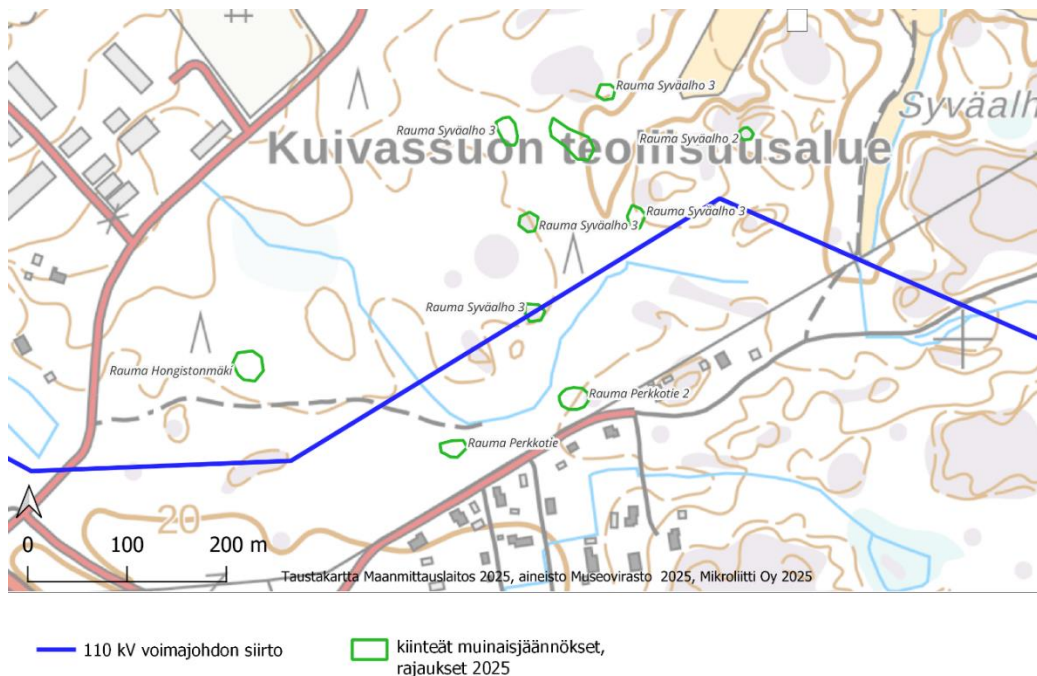 Rauma Syväalho 3
Syväalh
Rauma Syväalho 3
Rauma Syväalho 2
Kuivassuon teollisuusalue
Rauma Syväalho 3
Rauma Syväalho 3
Rauma Syväalho 3
Rauma Hongistonmäki
Rauma Perkkotie 2
Rauma Perkkotie
20
0 100 200 m
Taustakartta Maanmittauslaitos 2025, aineisto Museovirasto 2025, Mikroliitti Oy 2025
110 kV voimajohdon siirto
kiinteät muinaisjäännökset,
rajaukset 2025